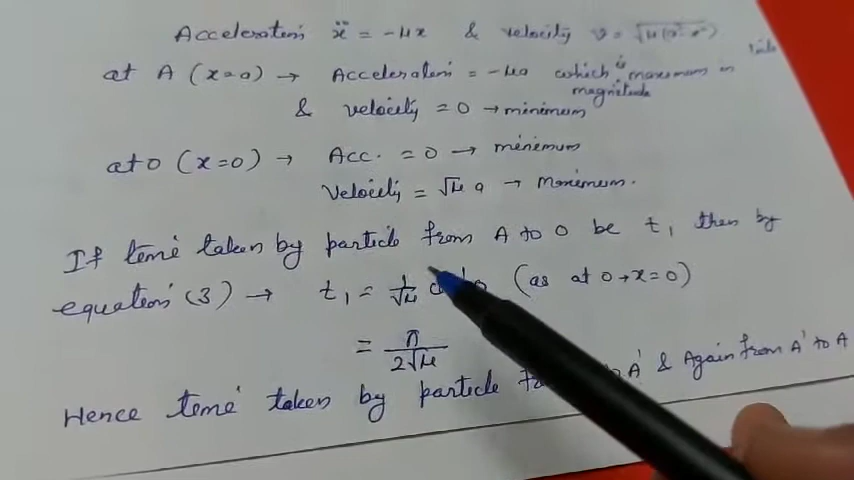 Acceleration ẍ = -μx & velocity v = √μ(a²-x²)
at A (x=a) → Acceleration = -μa which is maximum in
magnitude
& velocity = 0 → minimum
at O (x=0) → Acc. = 0 → minimum
Velocity = √μ a → Maximum.
If time taken by particle from A to O be t₁ then by
equation (3) → t₁ = 1/√μ (as at O → x=0)
= π/2√μ
Hence time taken by particle A' & Again from A' to A